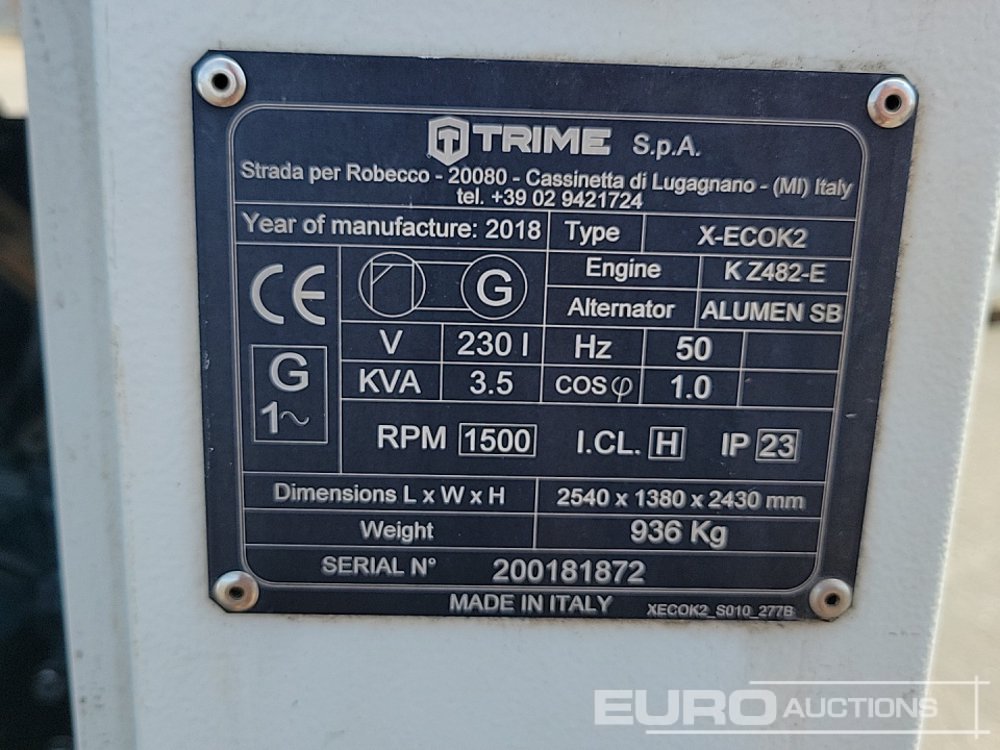 TRIME S.p.A.
Strada per Robecco - 20080 - Cassinetta di Lugagnano - (MI) Italy
tel. +39 02 9421724
Year of manufacture: 2018 Type X-ECOK2
Engine K Z482-E
Alternator ALUMEN SB
CE
G
V 230 I Hz 50
G
1~
KVA 3.5 cosφ 1.0
RPM 1500 I.CL. H IP 23
Dimensions L x W x H 2540 x 1380 x 2430 mm
Weight 936 Kg
SERIAL N° 200181872
MADE IN ITALY XECOK2_S010_277B
EURO AUCTIONS